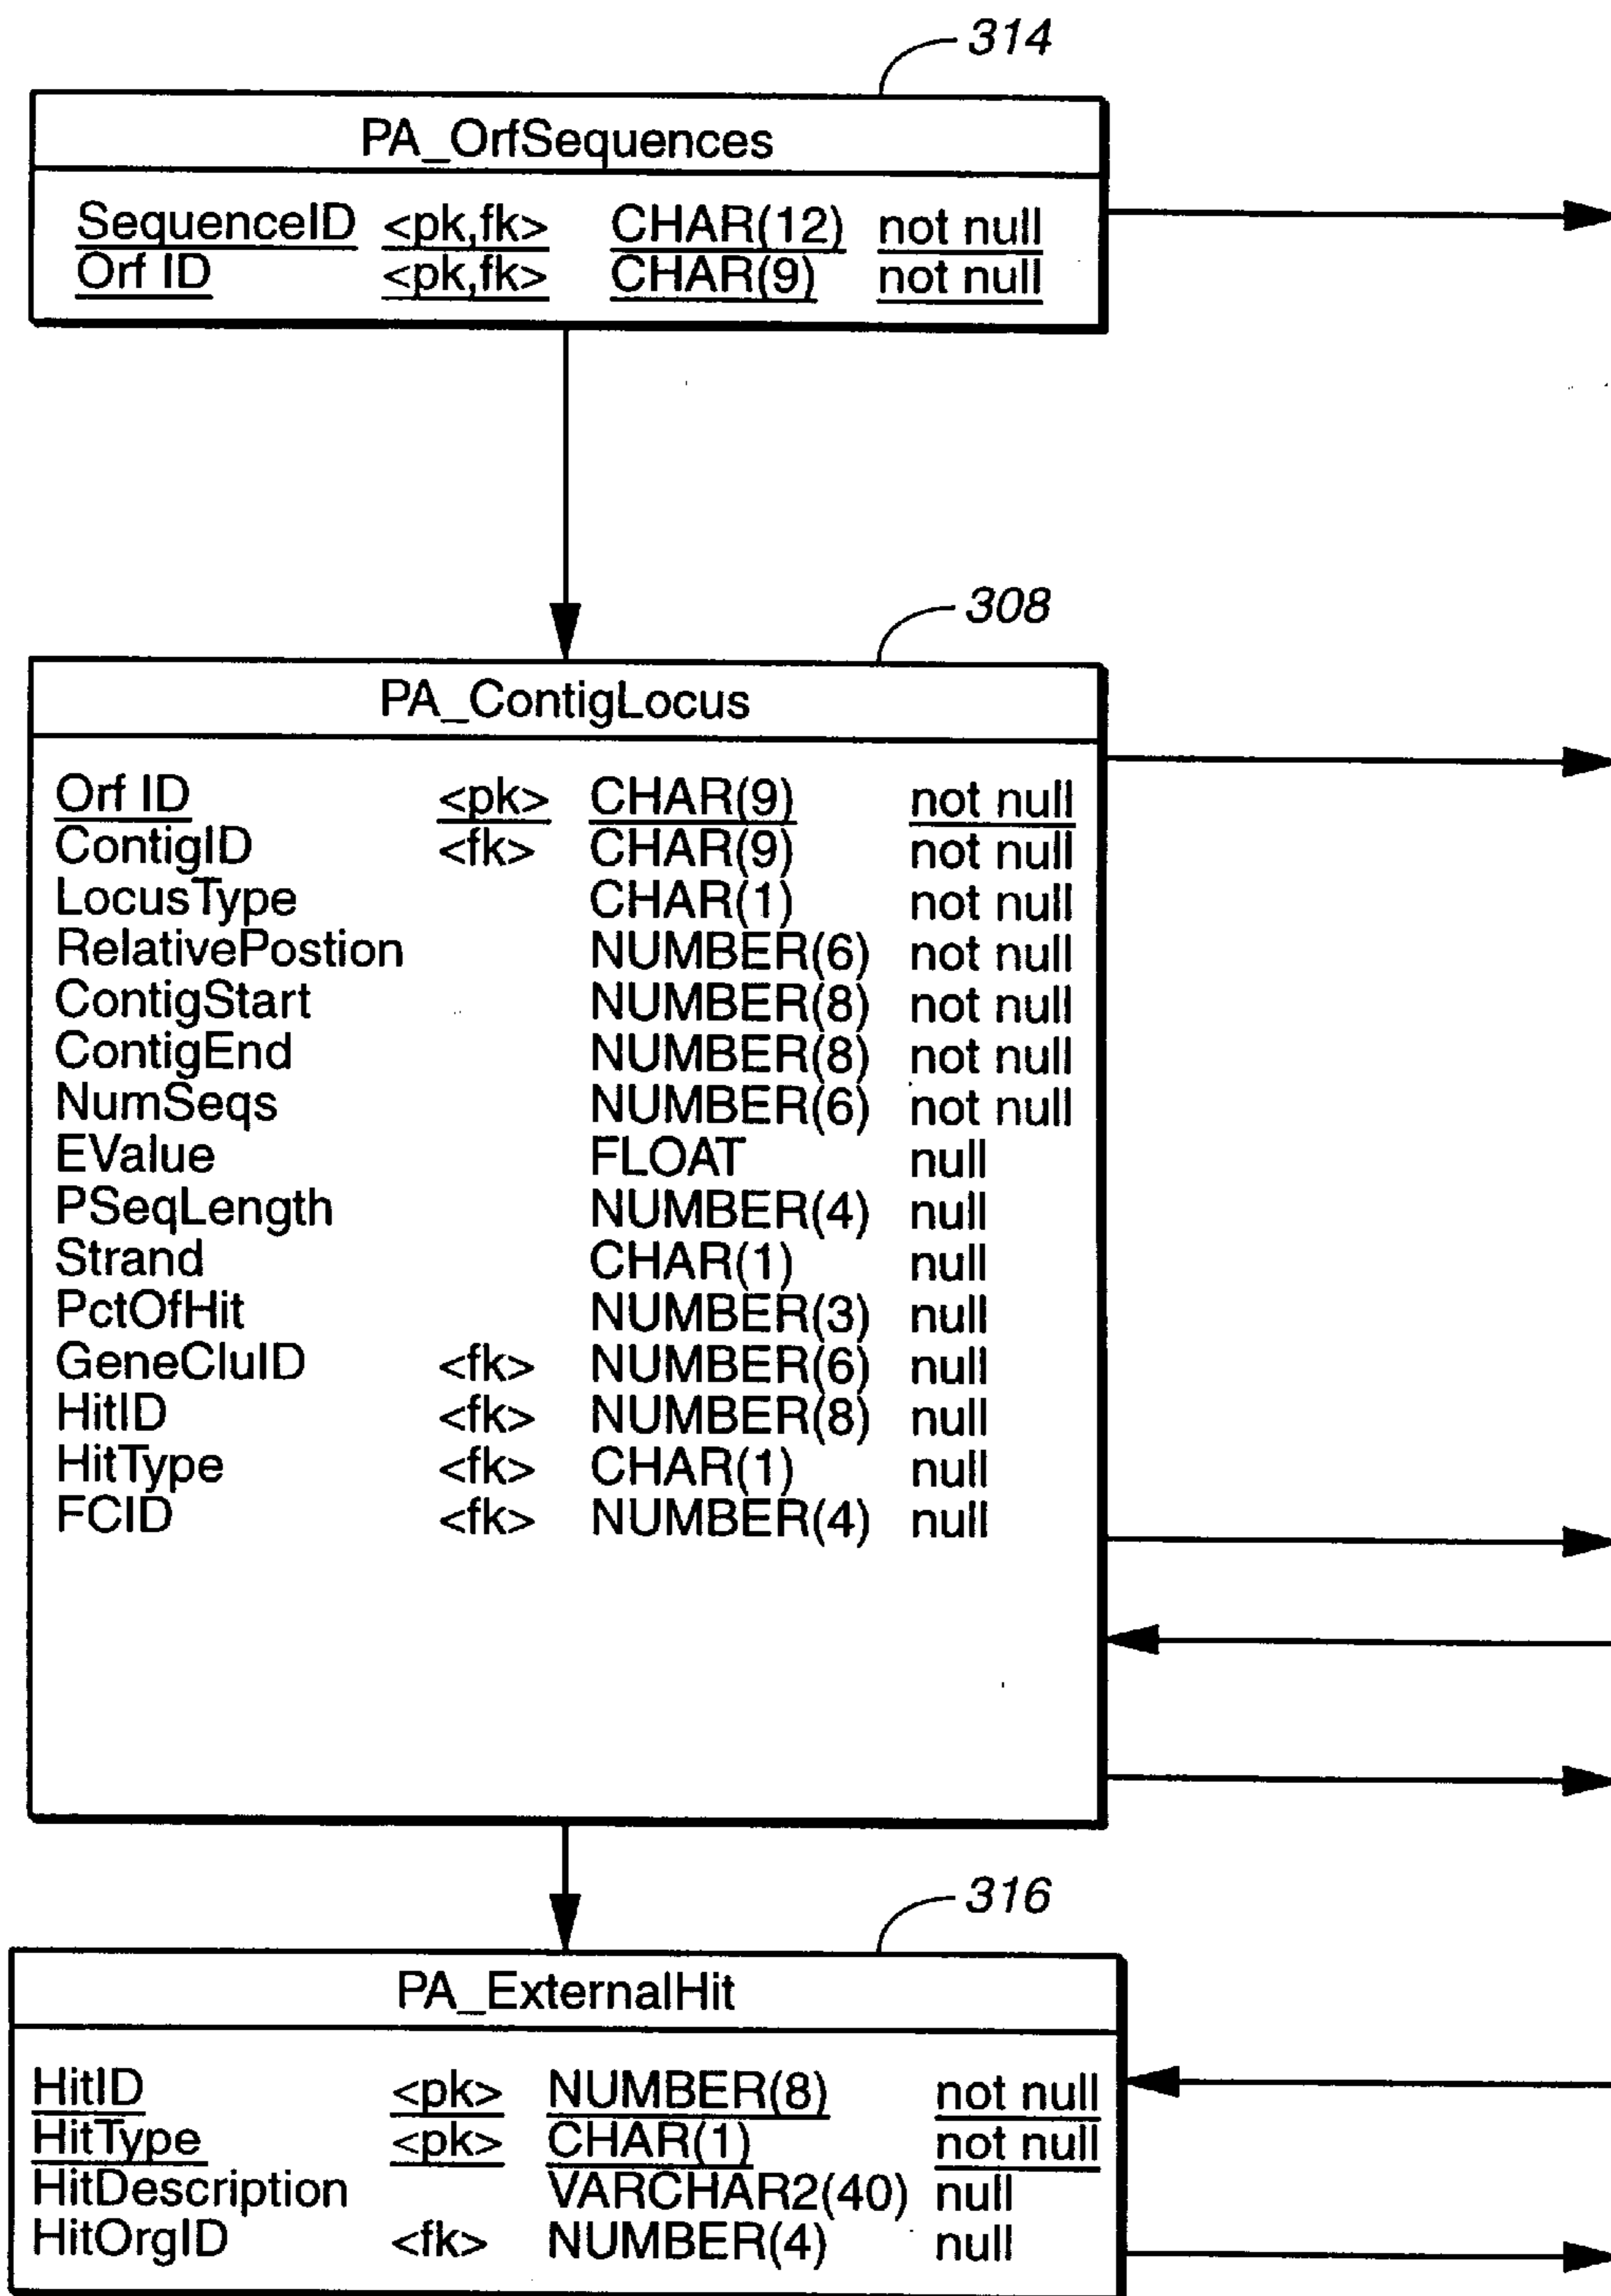 314
PA_OrfSequences
SequenceID <pk,fk> CHAR(12) not null
Orf ID <pk,fk> CHAR(9) not null
308
PA_ContigLocus
Orf ID <pk> CHAR(9) not null
ContigID <fk> CHAR(9) not null
LocusType CHAR(1) not null
RelativePostion NUMBER(6) not null
ContigStart NUMBER(8) not null
ContigEnd NUMBER(8) not null
NumSeqs NUMBER(6) not null
EValue FLOAT null
PSeqLength NUMBER(4) null
Strand CHAR(1) null
PctOfHit NUMBER(3) null
GeneCluID <fk> NUMBER(6) null
HitID <fk> NUMBER(8) null
HitType <fk> CHAR(1) null
FCID <fk> NUMBER(4) null
316
PA_ExternalHit
HitID <pk> NUMBER(8) not null
HitType <pk> CHAR(1) not null
HitDescription VARCHAR2(40) null
HitOrgID <fk> NUMBER(4) null